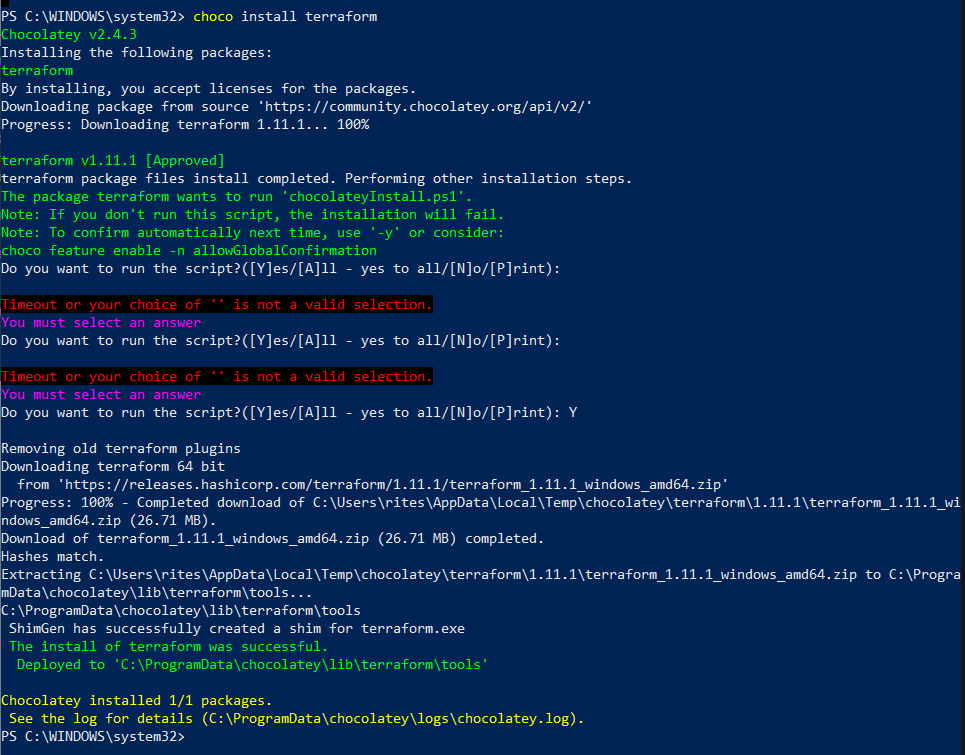 PS C:\WINDOWS\system32> choco install terraform
Chocolatey v2.4.3
Installing the following packages:
terraform
By installing, you accept licenses for the packages.
Downloading package from source 'https://community.chocolatey.org/api/v2/'
Progress: Downloading terraform 1.11.1... 100%
terraform v1.11.1 [Approved]
terraform package files install completed. Performing other installation steps.
The package terraform wants to run 'chocolateyInstall.ps1'.
Note: If you don't run this script, the installation will fail.
Note: To confirm automatically next time, use '-y' or consider:
choco feature enable -n allowGlobalConfirmation
Do you want to run the script?([Y]es/[A]ll - yes to all/[N]o/[P]rint):
Timeout or your choice of '' is not a valid selection.
You must select an answer
Do you want to run the script?([Y]es/[A]ll - yes to all/[N]o/[P]rint):
Timeout or your choice of '' is not a valid selection.
You must select an answer
Do you want to run the script?([Y]es/[A]ll - yes to all/[N]o/[P]rint): Y
Removing old terraform plugins
Downloading terraform 64 bit
  from 'https://releases.hashicorp.com/terraform/1.11.1/terraform_1.11.1_windows_amd64.zip'
Progress: 100% - Completed download of C:\Users\rites\AppData\Local\Temp\chocolatey\terraform\1.11.1\terraform_1.11.1_wi
ndows_amd64.zip (26.71 MB).
Download of terraform_1.11.1_windows_amd64.zip (26.71 MB) completed.
Hashes match.
Extracting C:\Users\rites\AppData\Local\Temp\chocolatey\terraform\1.11.1\terraform_1.11.1_windows_amd64.zip to C:\Progra
mData\chocolatey\lib\terraform\tools...
C:\ProgramData\chocolatey\lib\terraform\tools
 ShimGen has successfully created a shim for terraform.exe
 The install of terraform was successful.
  Deployed to 'C:\ProgramData\chocolatey\lib\terraform\tools'
Chocolatey installed 1/1 packages.
 See the log for details (C:\ProgramData\chocolatey\logs\chocolatey.log).
PS C:\WINDOWS\system32>